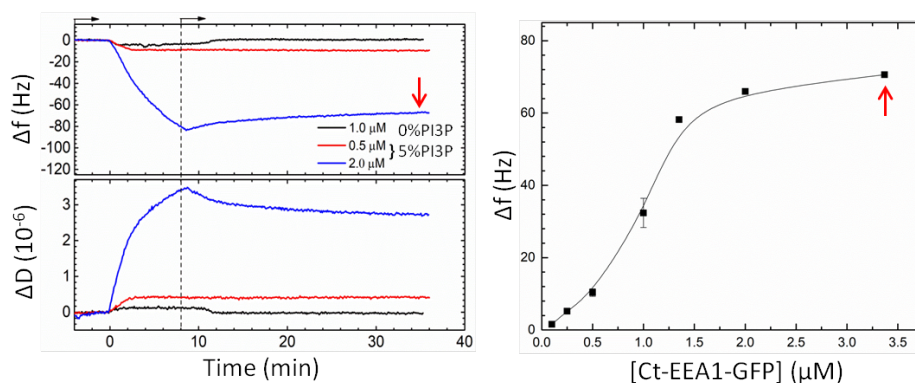 0
-20
-40
-60
-80
-100
-120
Δf (Hz)
1.0 μM 0%PI3P
0.5 μM } 5%PI3P
2.0 μM
3
2
1
0
ΔD (10⁻⁶)
0 10 20 30 40
Time (min)
80
60
40
20
0
Δf (Hz)
0.0 0.5 1.0 1.5 2.0 2.5 3.0 3.5
[Ct-EEA1-GFP] (μM)